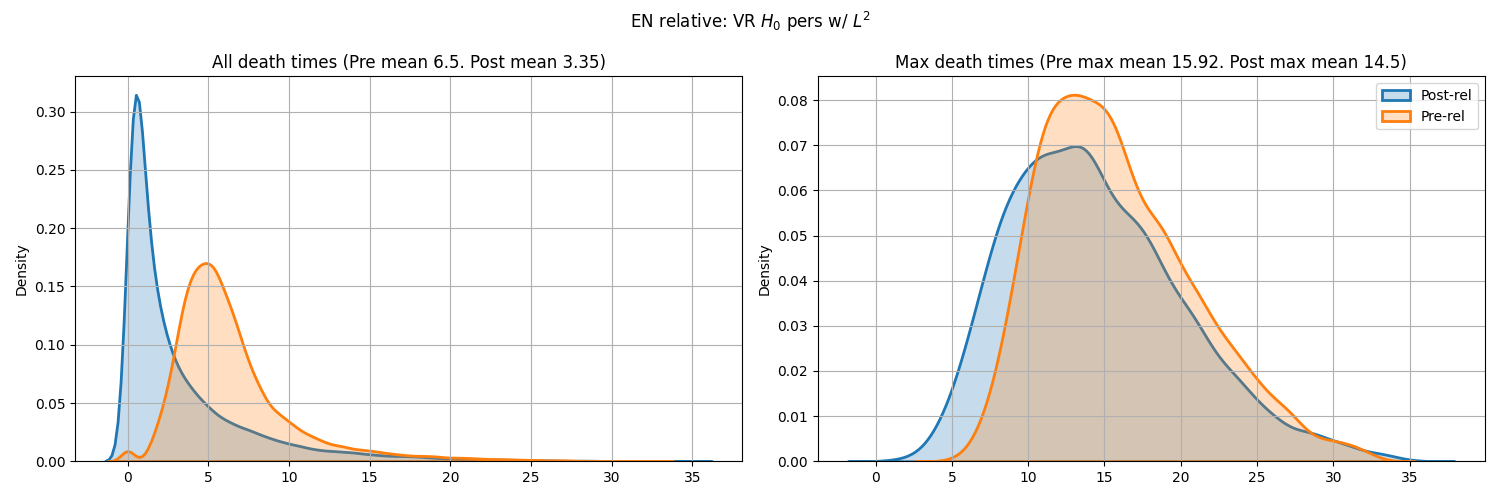 EN relative: VR $H_0$ pers w/ $L^2$
All death times (Pre mean 6.5. Post mean 3.35)
Density
0.30
0.25
0.20
0.15
0.10
0.05
0.00
0 5 10 15 20 25 30 35
Max death times (Pre max mean 15.92. Post max mean 14.5)
Density
0.08
0.07
0.06
0.05
0.04
0.03
0.02
0.01
0.00
0 5 10 15 20 25 30 35
Post-rel
Pre-rel